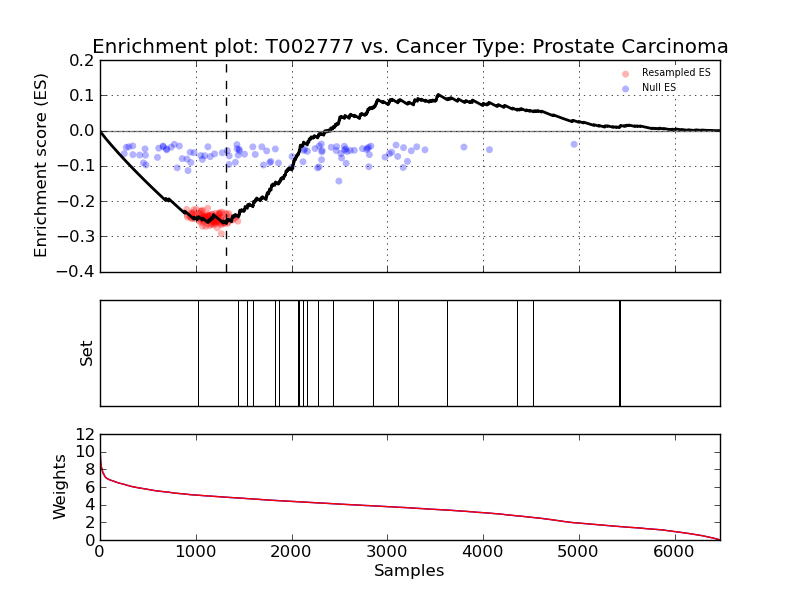 Enrichment plot: T002777 vs. Cancer Type: Prostate Carcinoma
Enrichment score (ES)
0.2
0.1
0.0
−0.1
−0.2
−0.3
−0.4
Resampled ES
Null ES
Set
Weights
12
10
8
6
4
2
0
0 1000 2000 3000 4000 5000 6000
Samples